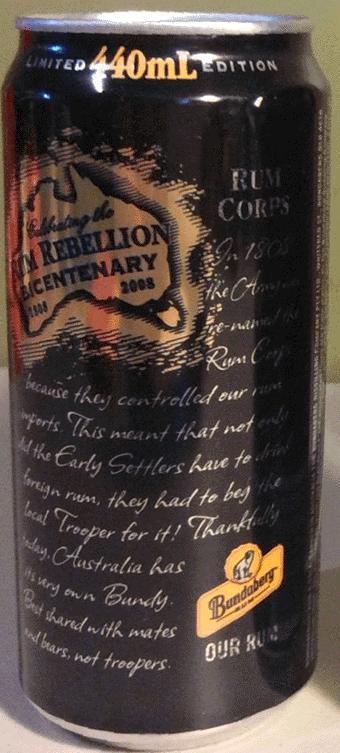 LIMITED 440mL EDITION
Celebrating the
RUM REBELLION
BICENTENARY
1808 2008
RUM
CORPS
In 1808
the Army
re-named the
Rum Corps
because they controlled our rum
imports. This meant that not only
did the Early Settlers have to drink
foreign rum, they had to beg the
local Trooper for it! Thankfully
today, Australia has
its very own Bundy.
Best shared with mates
and bears, not troopers.
Bundaberg
OUR RUM